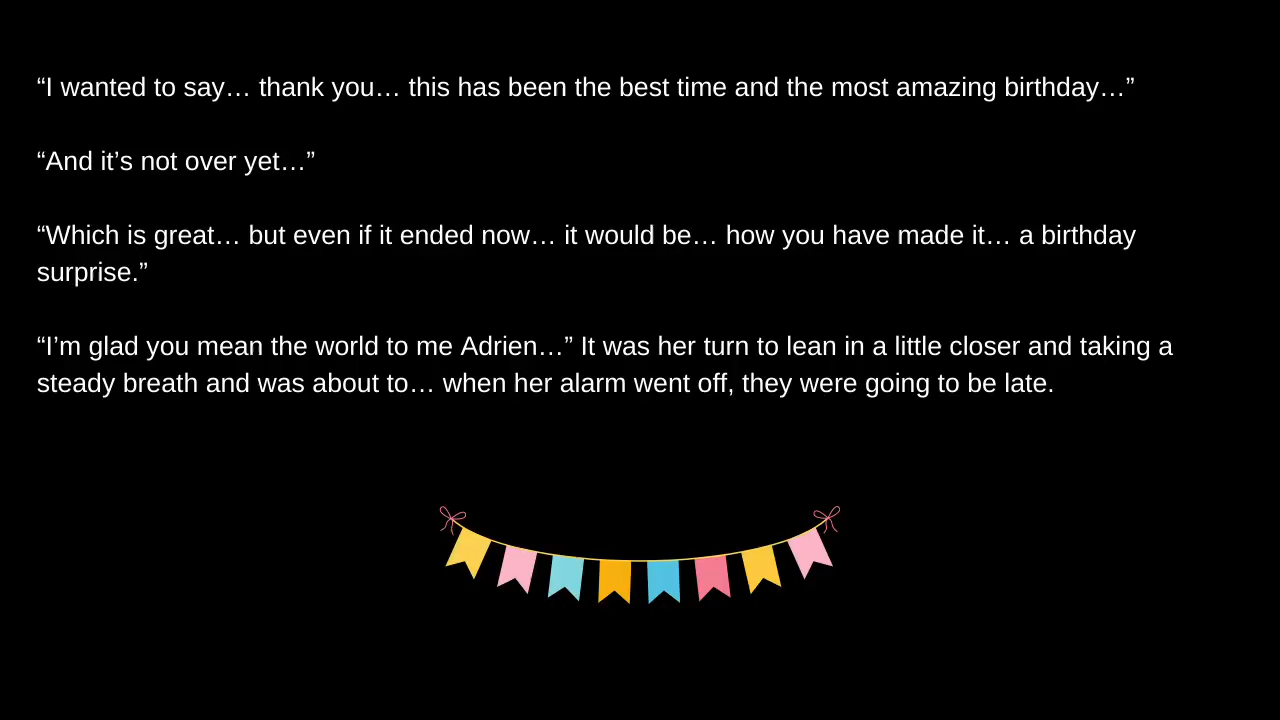 “I wanted to say… thank you… this has been the best time and the most amazing birthday…”
“And it’s not over yet…”
“Which is great… but even if it ended now… it would be… how you have made it… a birthday
surprise.”
“I’m glad you mean the world to me Adrien…” It was her turn to lean in a little closer and taking a
steady breath and was about to… when her alarm went off, they were going to be late.